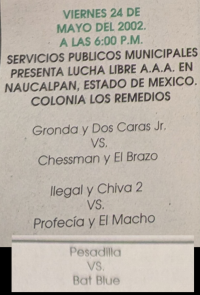 VIERNES 24 DE
MAYO DEL 2002.
A LAS 6:00 P.M.
SERVICIOS PUBLICOS MUNICIPALES
PRESENTA LUCHA LIBRE A.A.A. EN
NAUCALPAN, ESTADO DE MEXICO.
COLONIA LOS REMEDIOS
Gronda y Dos Caras Jr.
VS.
Chessman y El Brazo
Ilegal y Chiva 2
VS.
Profecía y El Macho
Pesadilla
VS.
Bat Blue